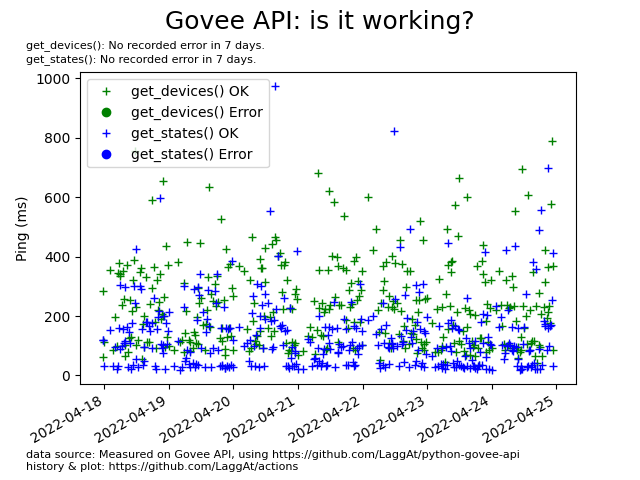 Govee API: is it working?
get_devices(): No recorded error in 7 days.
get_states(): No recorded error in 7 days.
1000
800
600
400
200
0
Ping (ms)
get_devices() OK
get_devices() Error
get_states() OK
get_states() Error
2022-04-18
2022-04-19
2022-04-20
2022-04-21
2022-04-22
2022-04-23
2022-04-24
2022-04-25
data source: Measured on Govee API, using https://github.com/LaggAt/python-govee-api
history & plot: https://github.com/LaggAt/actions